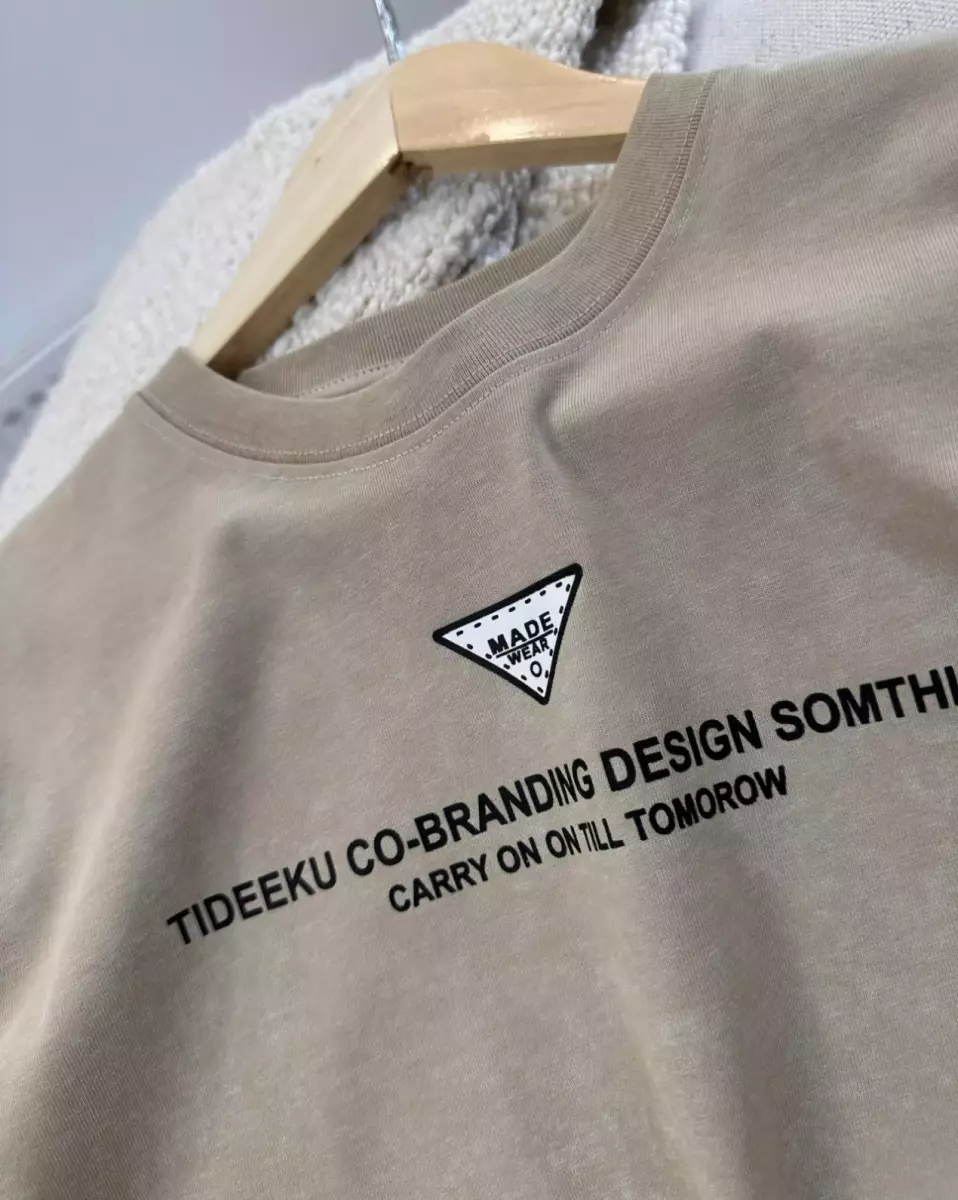 MADE
WEAR
O
TIDEEKU CO-BRANDING DESIGN SOMTHI
CARRY ON ON TILL TOMOROW